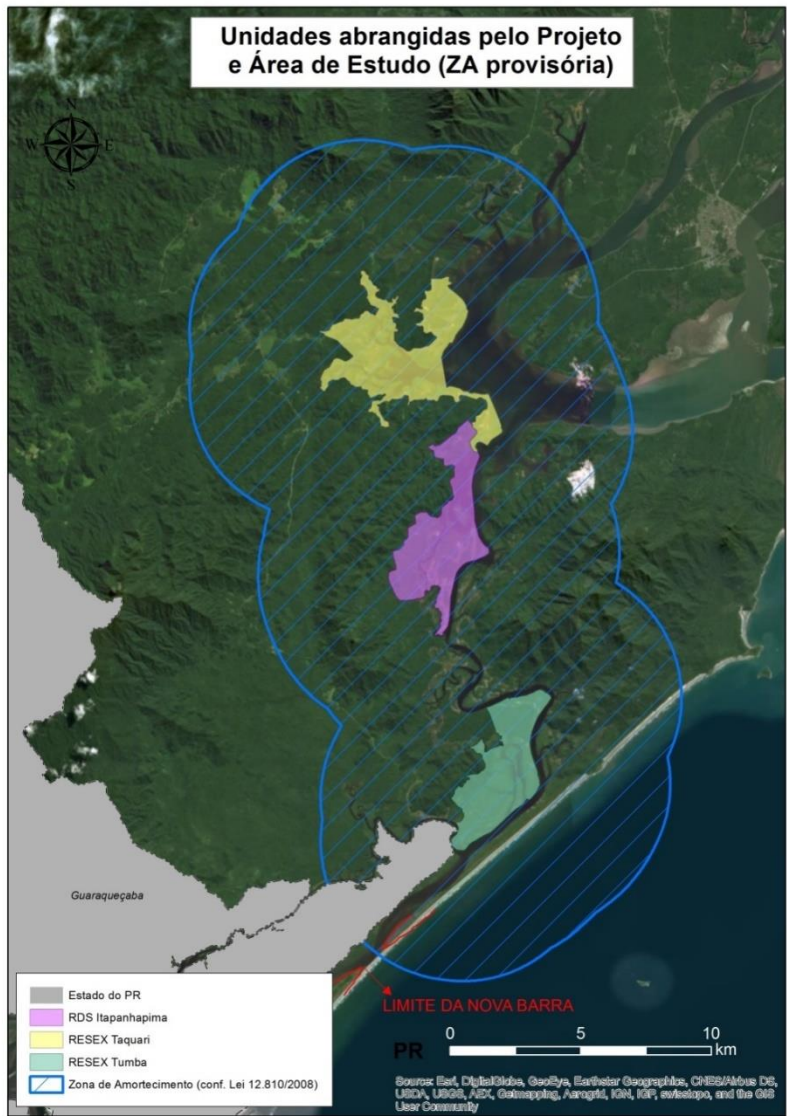 Unidades abrangidas pelo Projeto
e Área de Estudo (ZA provisória)
N
W
E
S
Guaraqueçaba
Estado do PR
RDS Itapanhapima
RESEX Taquari
RESEX Tumba
Zona de Amortecimento (conf. Lei 12.810/2008)
LIMITE DA NOVA BARRA
PR
0 5 10
km
Source: Esri, DigitalGlobe, GeoEye, Earthstar Geographics, CNES/Airbus DS,
USDA, USGS, AEX, Getmapping, Aerogrid, IGN, IGP, swisstopo, and the GIS
User Community